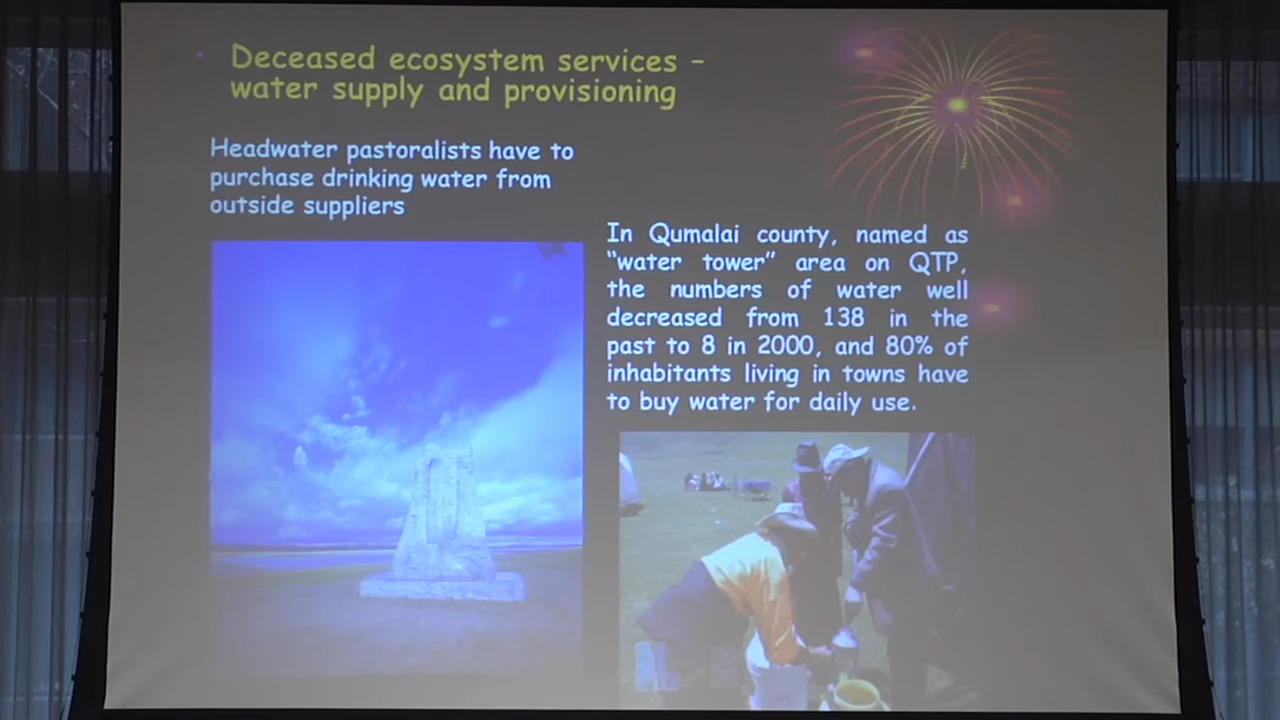 Deceased ecosystem services –
water supply and provisioning
Headwater pastoralists have to
purchase drinking water from
outside suppliers
In Qumalai county, named as
“water tower” area on QTP,
the numbers of water well
decreased from 138 in the
past to 8 in 2000, and 80% of
inhabitants living in towns have
to buy water for daily use.